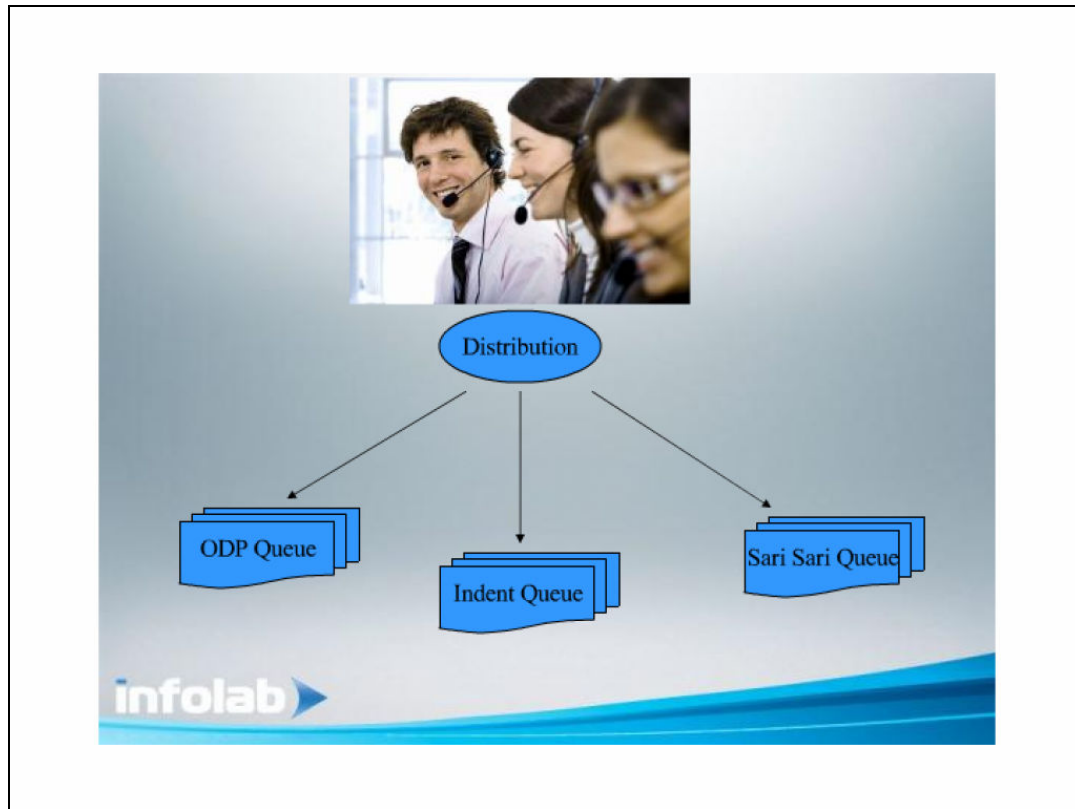 Distribution
ODP Queue
Indent Queue
Sari Sari Queue
infolab